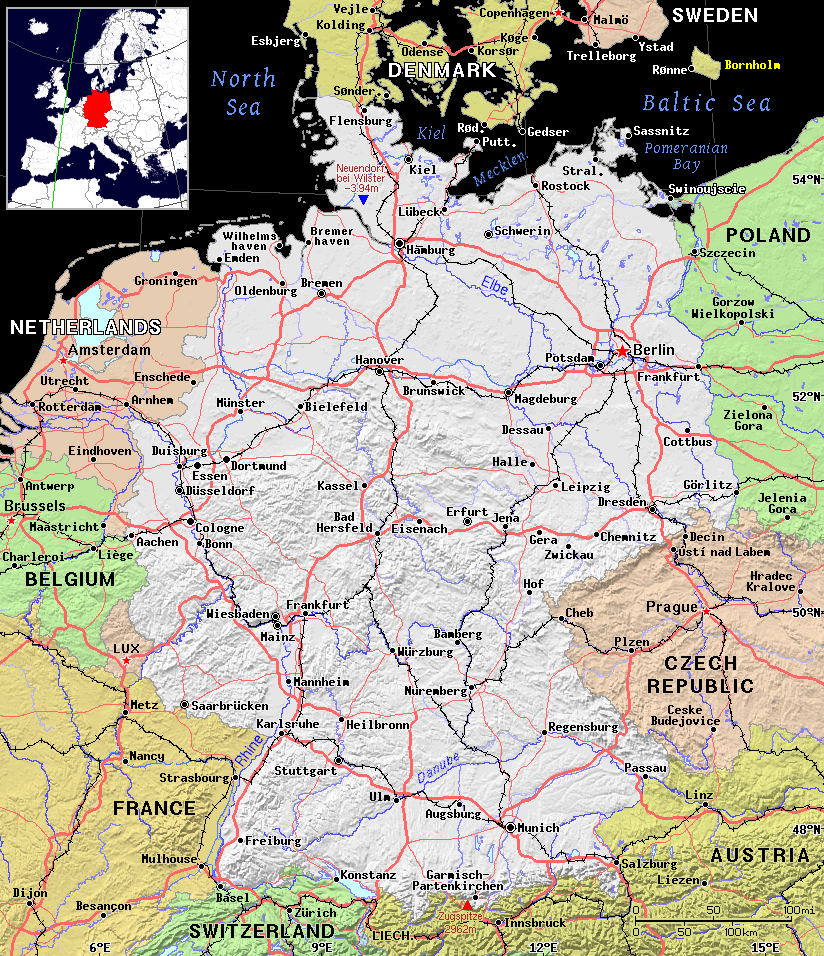 Vejle
Kolding
Copenhagen
SWEDEN
Malmö
Esbjerg
Odense
Køge
Korsør
Ystad
Trelleborg
DENMARK
Rønne
Bornholm
North
Sea
Sønder.
Baltic Sea
Flensburg
Kiel
Rød.
Putt.
Gedser
Sassnitz
Pomeranian
Bay
Neuendorf
bei Wilster
-3.94m
Kiel
Mecklen.
Stral.
Rostock
54°N
Swinoujscie
Lübeck
Wilhelms
haven
Bremer
haven
Schwerin
POLAND
Emden
Hamburg
Szczecin
Groningen
Oldenburg
Bremen
Elbe
Gorzow
Wielkopolski
NETHERLANDS
Amsterdam
Berlin
Hanover
Potsdam
Utrecht
Enschede
Frankfurt
Rotterdam
Arnhem
Münster
Bielefeld
Brunswick
Magdeburg
52°N
Zielona
Gora
Dessau
Cottbus
Duisburg
Dortmund
Essen
Eindhoven
Halle
Antwerp
Düsseldorf
Kassel
Leipzig
Görlitz
Brussels
Jelenia
Gora
Maastricht
Cologne
Bad
Hersfeld
Eisenach
Erfurt
Jena
Dresden
Aachen
Bonn
Gera
Chemnitz
Decin
Charleroi
Liège
Zwickau
Ustí nad Labem
BELGIUM
Hof
Hradec
Kralove
Wiesbaden
Frankfurt
Cheb
Prague
50°N
Mainz
LUX
Bamberg
Plzen
Würzburg
CZECH
REPUBLIC
Mannheim
Nuremberg
Metz
Saarbrücken
Ceske
Budejovice
Karlsruhe
Heilbronn
Regensburg
Rhine
Nancy
Strasbourg
Stuttgart
Danube
Passau
FRANCE
Ulm
Augsburg
Linz
Munich
48°N
Freiburg
AUSTRIA
Mulhouse
Salzburg
Konstanz
Garmisch-
Partenkirchen
Liezen
Dijon
Basel
Besançon
Zürich
Zugspitze
2962m
Innsbruck
0 50 100mi
0 50 100km
SWITZERLAND
LIECH.
6°E
9°E
12°E
15°E